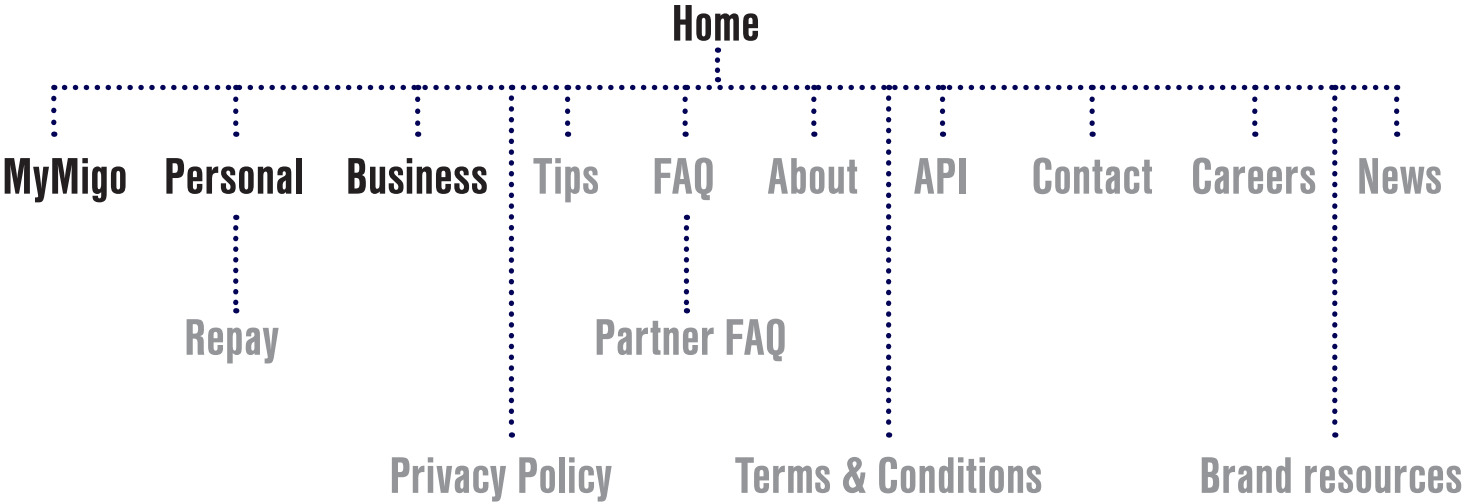 Home
MyMigo Personal Business Tips FAQ About API Contact Careers News
Repay Partner FAQ
Privacy Policy Terms & Conditions Brand resources